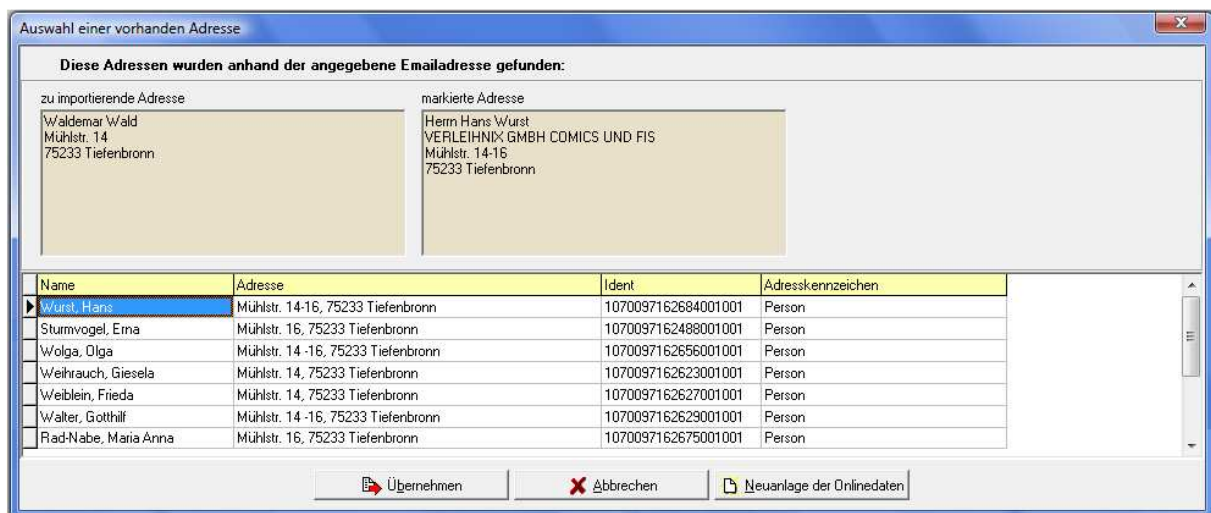 Auswahl einer vorhanden Adresse
Diese Adressen wurden anhand der angegebene Emailadresse gefunden:
zu importierende Adresse
Waldemar Wald
Mühlstr. 14
75233 Tiefenbronn
markierte Adresse
Herrn Hans Wurst
VERLEIHNIX GMBH COMICS UND FIS
Mühlstr. 14-16
75233 Tiefenbronn
Name Adresse Ident Adresskennzeichen
Wurst, Hans Mühlstr. 14-16, 75233 Tiefenbronn 1070097162684001001 Person
Sturmvogel, Erna Mühlstr. 16, 75233 Tiefenbronn 1070097162488001001 Person
Wolga, Olga Mühlstr. 14 -16, 75233 Tiefenbronn 1070097162656001001 Person
Weihrauch, Giesela Mühlstr. 14, 75233 Tiefenbronn 1070097162623001001 Person
Weiblein, Frieda Mühlstr. 14, 75233 Tiefenbronn 1070097162627001001 Person
Walter, Gotthilf Mühlstr. 14 -16, 75233 Tiefenbronn 1070097162629001001 Person
Rad-Nabe, Maria Anna Mühlstr. 16, 75233 Tiefenbronn 1070097162675001001 Person
Übernehmen Abbrechen Neuanlage der Onlinedaten